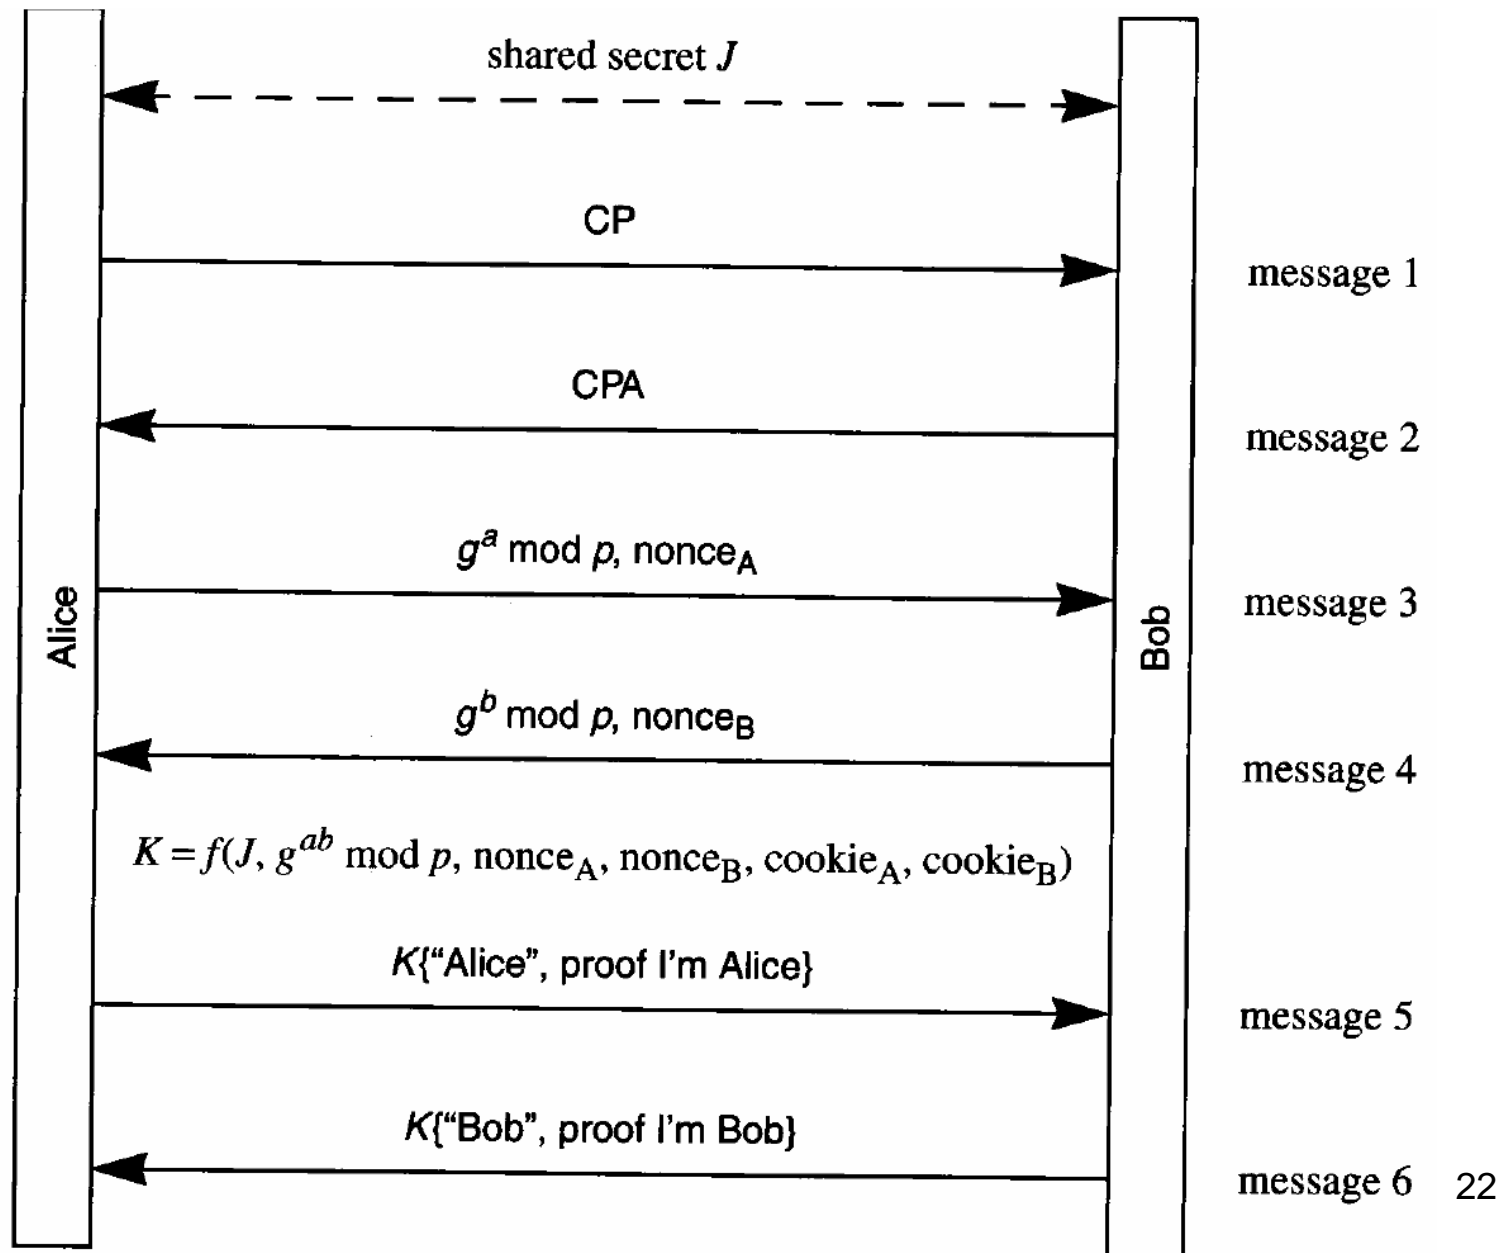 shared secret J
CP
message 1
CPA
message 2
g^a mod p, nonce_A
message 3
Alice
Bob
g^b mod p, nonce_B
message 4
K = f(J, g^ab mod p, nonce_A, nonce_B, cookie_A, cookie_B)
K{“Alice”, proof I’m Alice}
message 5
K{“Bob”, proof I’m Bob}
message 6
22